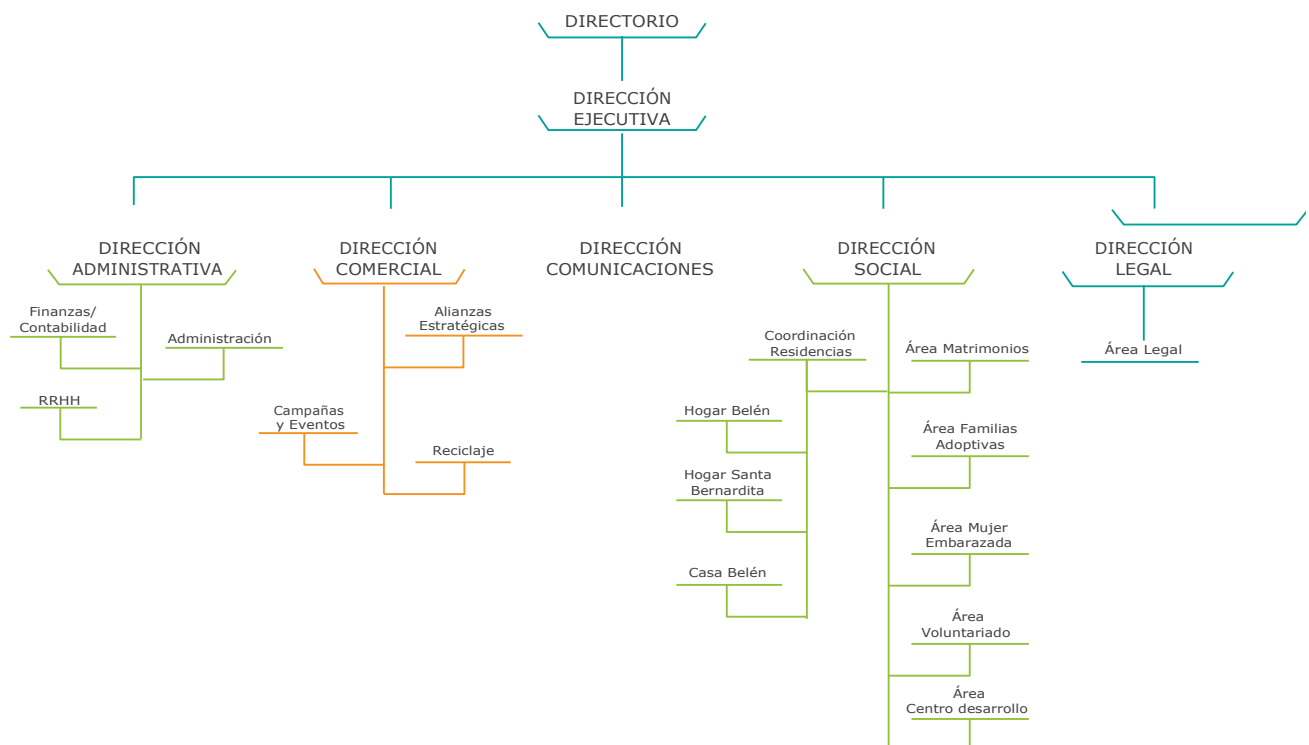 DIRECTORIO
DIRECCIÓN
EJECUTIVA
DIRECCIÓN
ADMINISTRATIVA
Finanzas/
Contabilidad
Administración
RRHH
DIRECCIÓN
COMERCIAL
Alianzas
Estratégicas
Campañas
y Eventos
Reciclaje
DIRECCIÓN
COMUNICACIONES
DIRECCIÓN
SOCIAL
Coordinación
Residencias
Hogar Belén
Hogar Santa
Bernardita
Casa Belén
Área Matrimonios
Área Familias
Adoptivas
Área Mujer
Embarazada
Área
Voluntariado
Área
Centro desarrollo
DIRECCIÓN
LEGAL
Área Legal